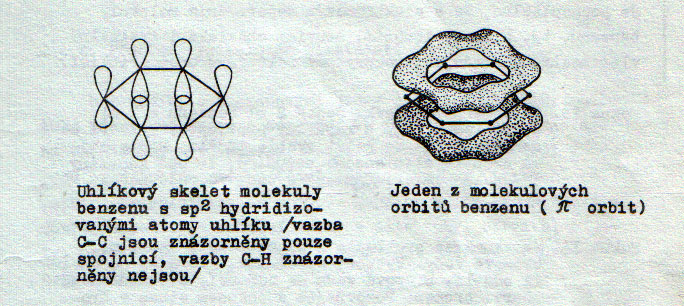 Uhlíkový skelet molekuly
benzenu s sp2 hydridizo-
vanými atomy uhlíku /vazba
C-C jsou znázorněny pouze
spojnicí, vazby C-H znázor-
něny nejsou/
Jeden z molekulových
orbitů benzenu ( π orbit)